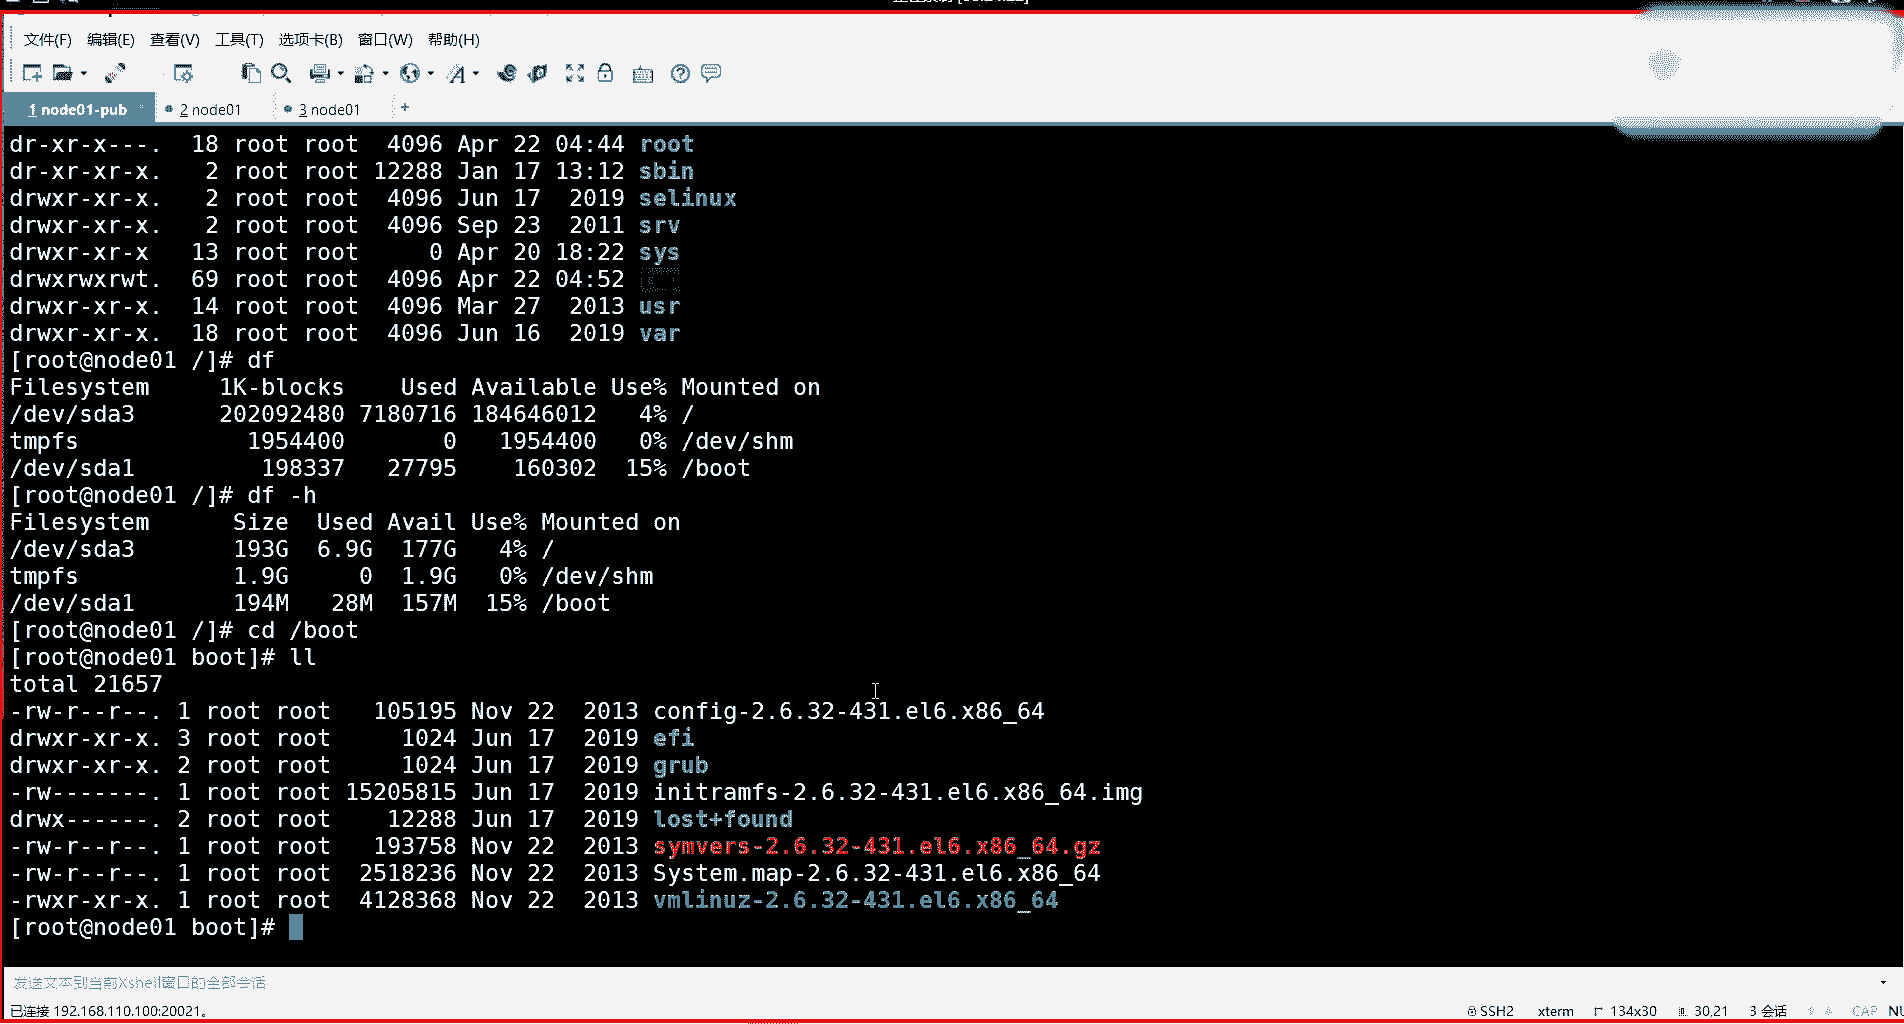 文件(F) 编辑(E) 查看(V) 工具(T) 选项卡(B) 窗口(W) 帮助(H)
1 node01-pub 2 node01 3 node01 +
dr-xr-x---. 18 root root 4096 Apr 22 04:44 root
dr-xr-xr-x. 2 root root 12288 Jan 17 13:12 sbin
drwxr-xr-x. 2 root root 4096 Jun 17 2019 selinux
drwxr-xr-x. 2 root root 4096 Sep 23 2011 srv
drwxr-xr-x 13 root root 0 Apr 20 18:22 sys
drwxrwxrwt. 69 root root 4096 Apr 22 04:52
drwxr-xr-x. 14 root root 4096 Mar 27 2013 usr
drwxr-xr-x. 18 root root 4096 Jun 16 2019 var
[root@node01 /]# df
Filesystem 1K-blocks Used Available Use% Mounted on
/dev/sda3 202092480 7180716 184646012 4% /
tmpfs 1954400 0 1954400 0% /dev/shm
/dev/sda1 198337 27795 160302 15% /boot
[root@node01 /]# df -h
Filesystem Size Used Avail Use% Mounted on
/dev/sda3 193G 6.9G 177G 4% /
tmpfs 1.9G 0 1.9G 0% /dev/shm
/dev/sda1 194M 28M 157M 15% /boot
[root@node01 /]# cd /boot
[root@node01 boot]# ll
total 21657
-rw-r--r--. 1 root root 105195 Nov 22 2013 config-2.6.32-431.el6.x86_64
drwxr-xr-x. 3 root root 1024 Jun 17 2019 efi
drwxr-xr-x. 2 root root 1024 Jun 17 2019 grub
-rw-------. 1 root root 15205815 Jun 17 2019 initramfs-2.6.32-431.el6.x86_64.img
drwx------. 2 root root 12288 Jun 17 2019 lost+found
-rw-r--r--. 1 root root 193758 Nov 22 2013 symvers-2.6.32-431.el6.x86_64.gz
-rw-r--r--. 1 root root 2518236 Nov 22 2013 System.map-2.6.32-431.el6.x86_64
-rwxr-xr-x. 1 root root 4128368 Nov 22 2013 vmlinuz-2.6.32-431.el6.x86_64
[root@node01 boot]#
发送文本到当前Xshell窗口的全部会话
已连接 192.168.110.100:20021。 SSH2 xterm 134x30 30,21 3 会话 CAP